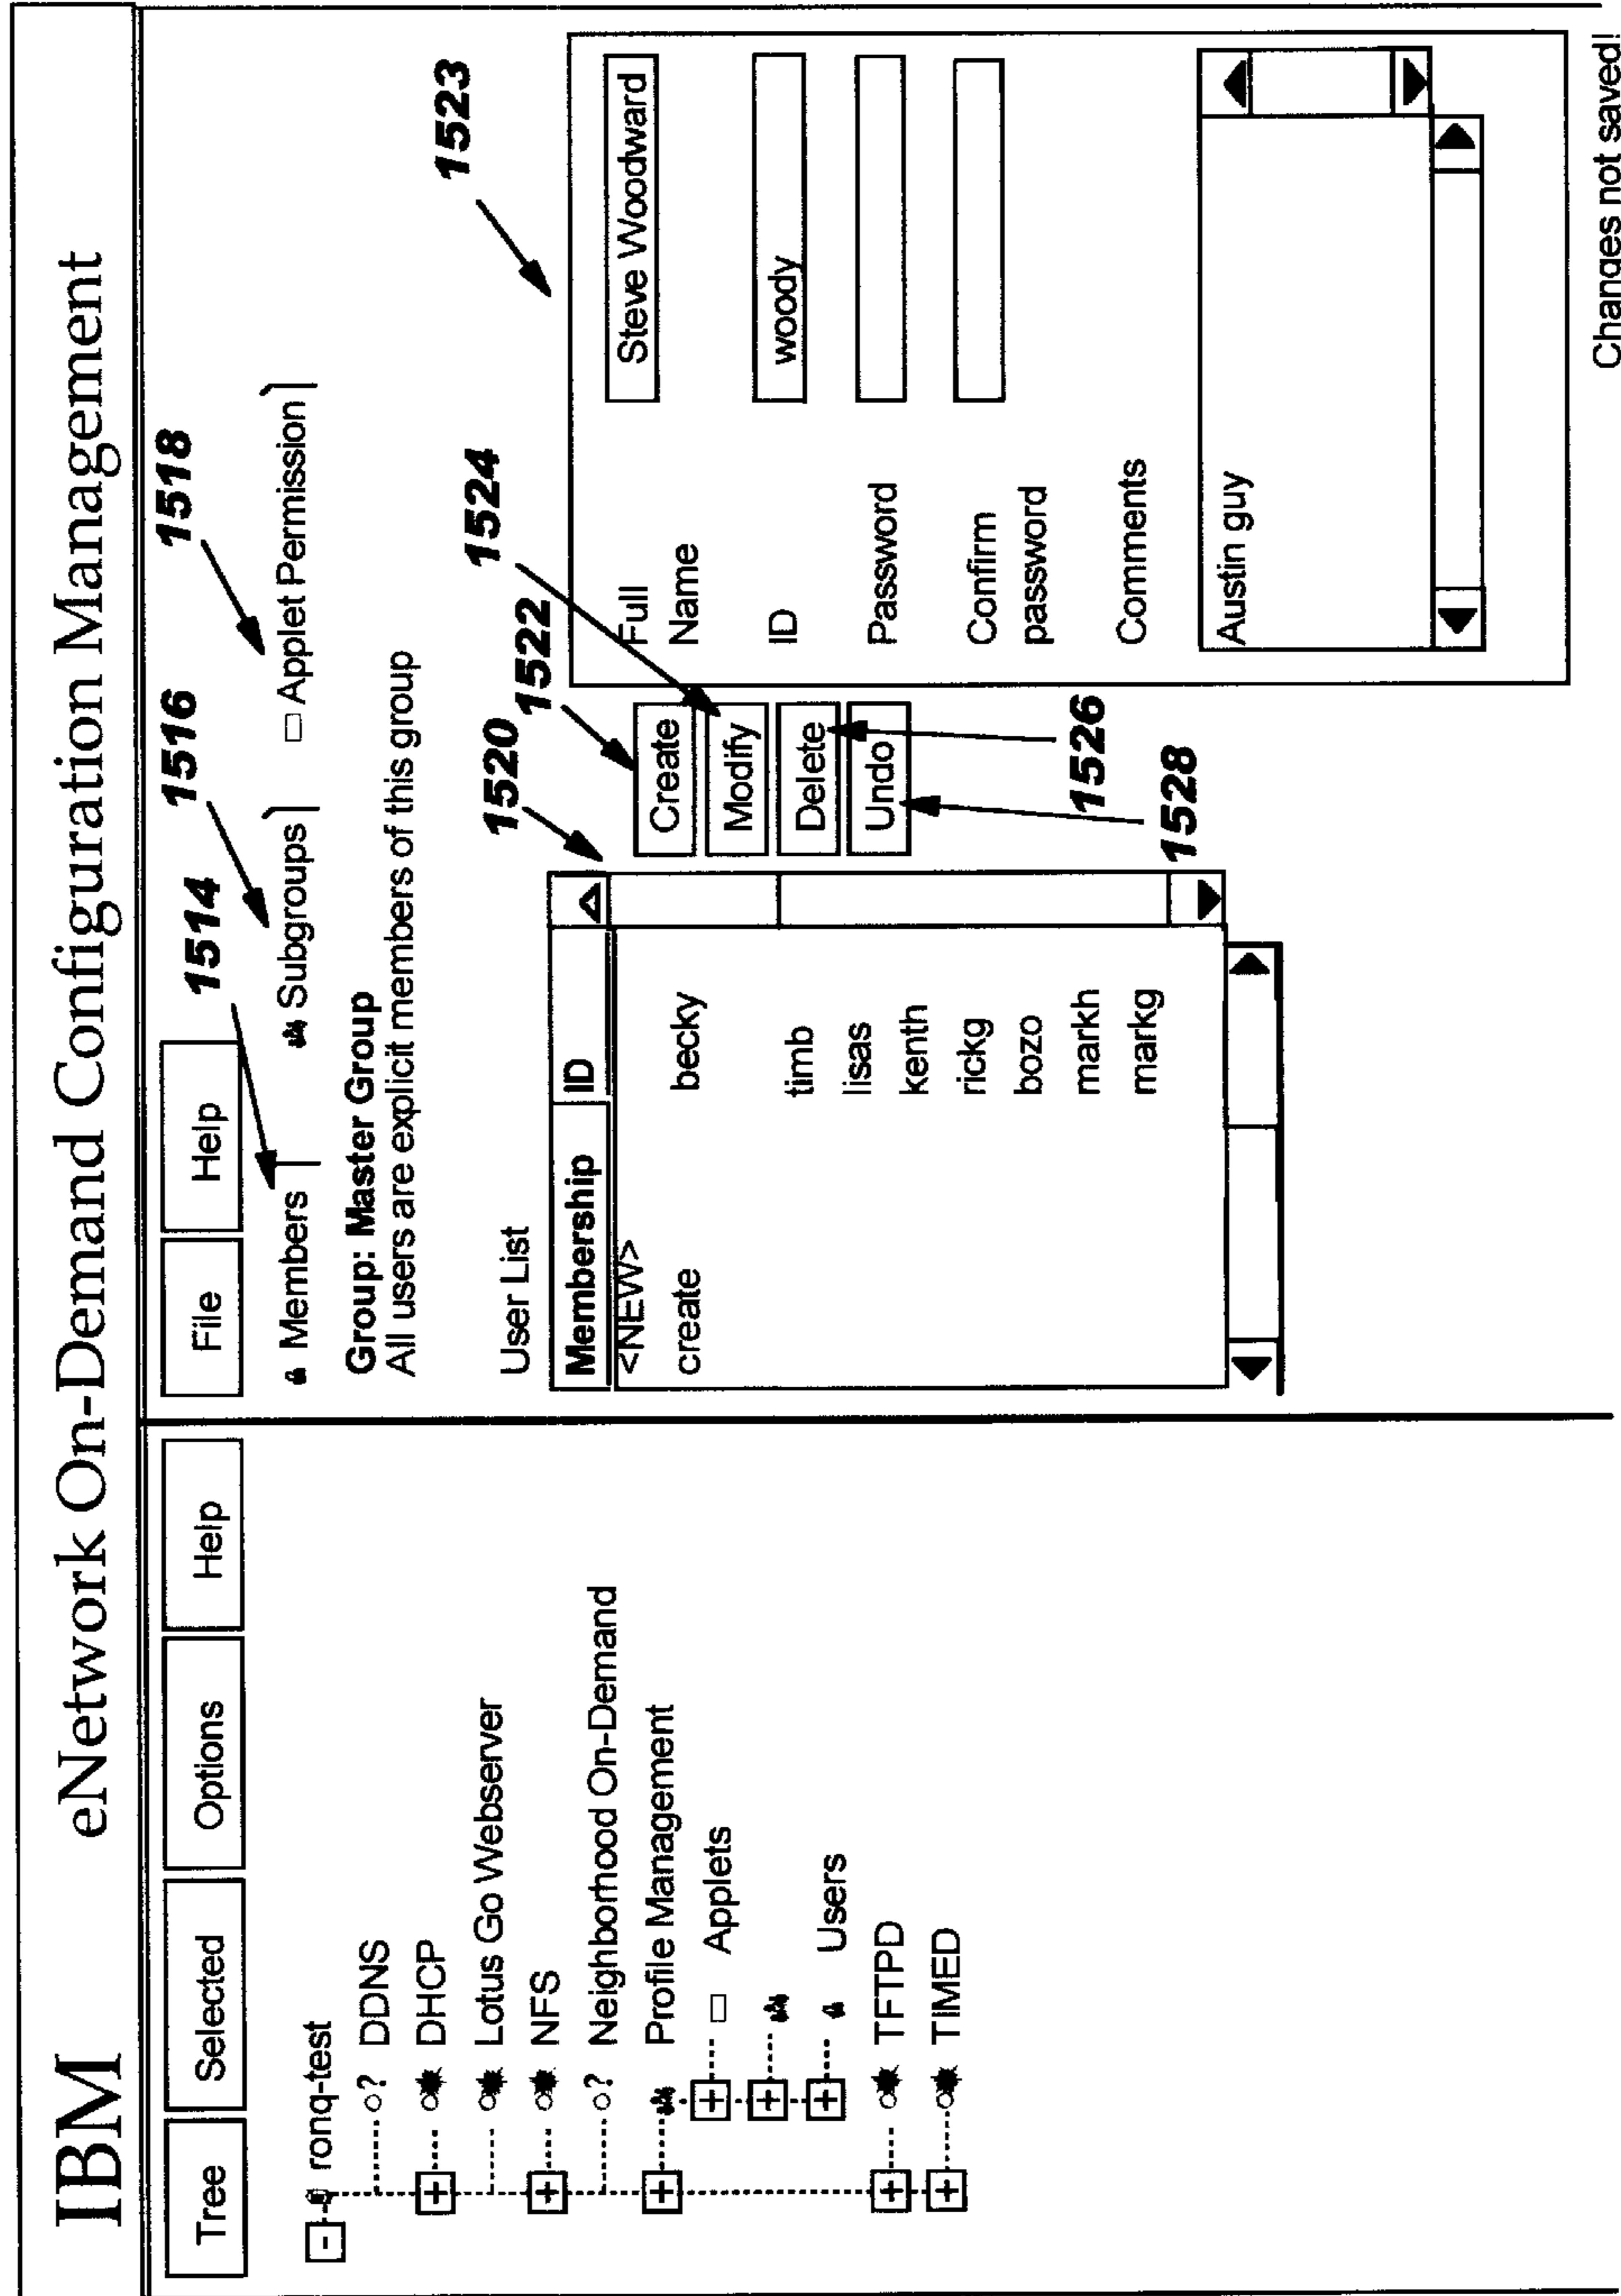 IBM eNetwork On-Demand Configuration Management
Tree Selected Options Help
ronq-test
? DDNS
DHCP
Lotus Go Webserver
NFS
? Neighborhood On-Demand
Profile Management
Applets
Users
TFTPD
TIMED
File Help
1514 1516 1518
Members Subgroups Applet Permission
Group: Master Group
All users are explicit members of this group
User List
Membership ID
<NEW>
create becky
timb
lisas
kenth
rickg
bozo
markh
markg
1520
1522
1524
1523
Create
Modify
Delete
Undo
1526
1528
Full Name Steve Woodward
ID woody
Password
Confirm password
Comments
Austin guy
Changes not saved!